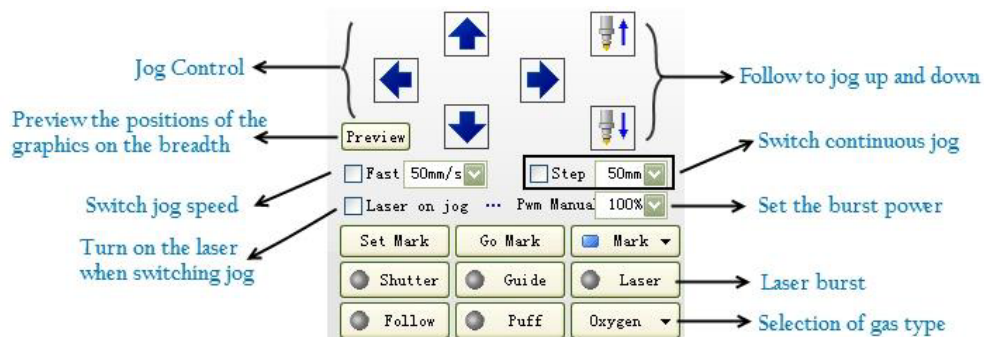 Jog Control
Follow to jog up and down
Preview the positions of the
graphics on the breadth
Preview
Switch continuous jog
Fast 50mm/s
Step 50mm
Switch jog speed
Laser on jog ... Pwm Manua 100%
Set the burst power
Turn on the laser
when switching jog
Set Mark Go Mark Mark
Shutter Guide Laser
Laser burst
Follow Puff Oxygen
Selection of gas type